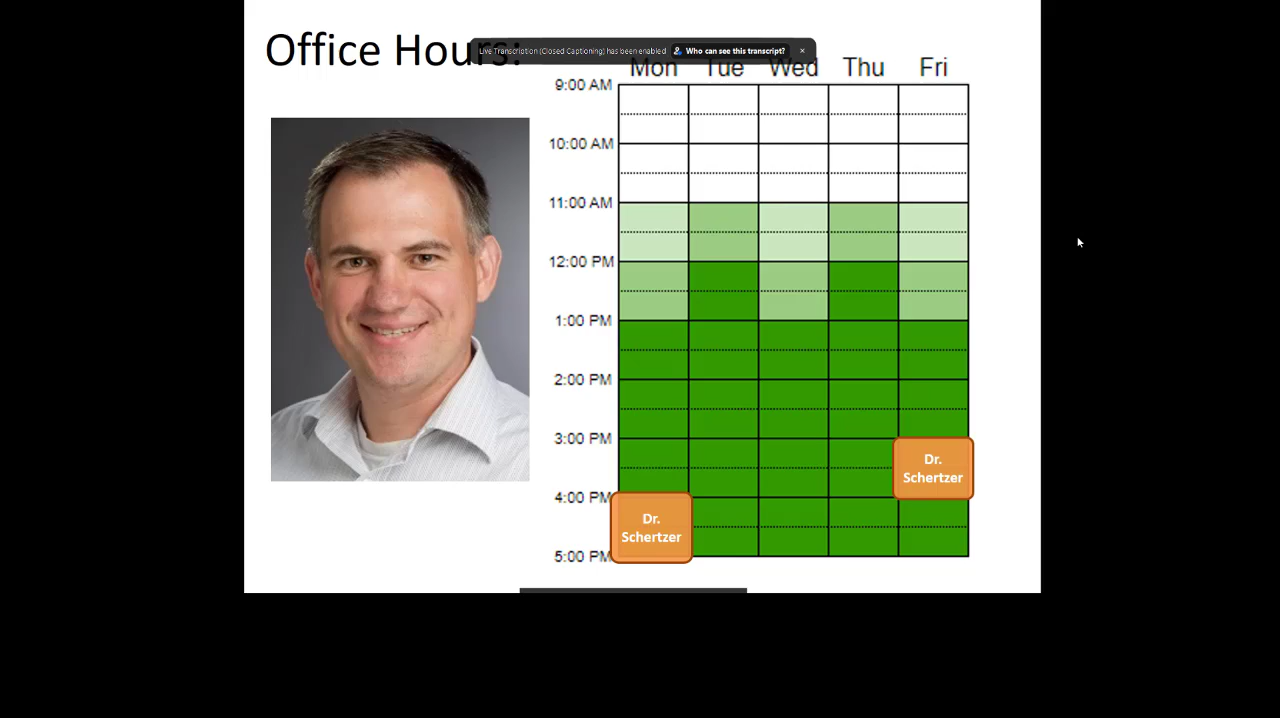 Office Hours:
Live Transcription (Closed Captioning) has been enabled Who can see this transcript? ×
Mon Tue Wed Thu Fri
9:00 AM
10:00 AM
11:00 AM
12:00 PM
1:00 PM
2:00 PM
3:00 PM
Dr.
Schertzer
4:00 PM
Dr.
Schertzer
5:00 PM